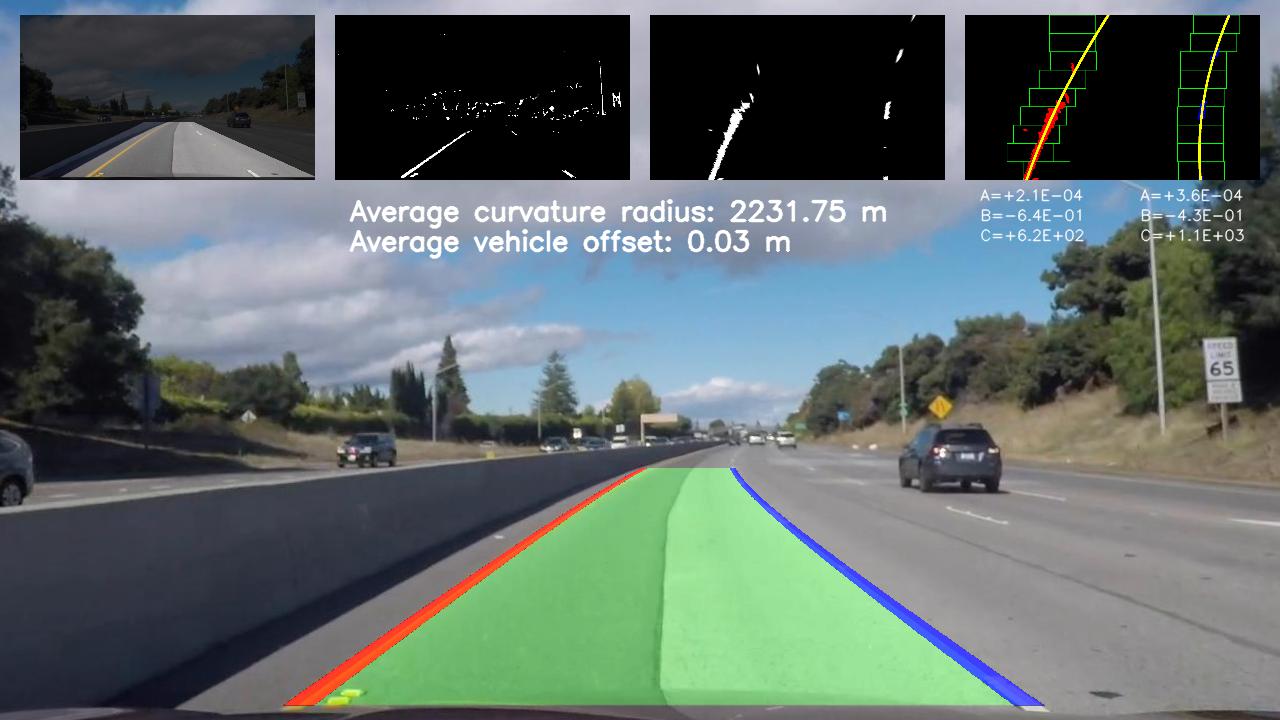 Average curvature radius: 2231.75 m
Average vehicle offset: 0.03 m
A=+2.1E-04
B=-6.4E-01
C=+6.2E+02
A=+3.6E-04
B=-4.3E-01
C=+1.1E+03
SPEED
LIMIT
65